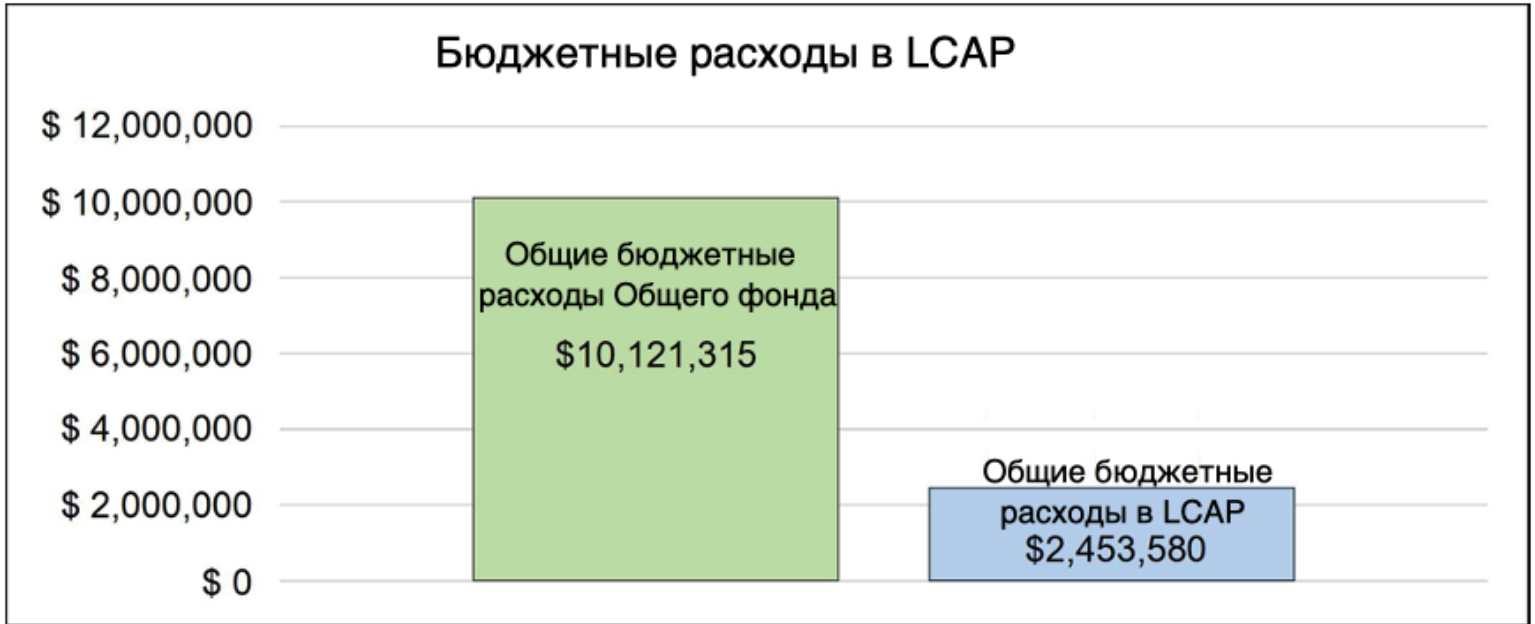 Бюджетные расходы в LCAP
$ 12,000,000
$ 10,000,000
$ 8,000,000
$ 6,000,000
$ 4,000,000
$ 2,000,000
$ 0
Общие бюджетные
расходы Общего фонда
$10,121,315
Общие бюджетные
расходы в LCAP
$2,453,580